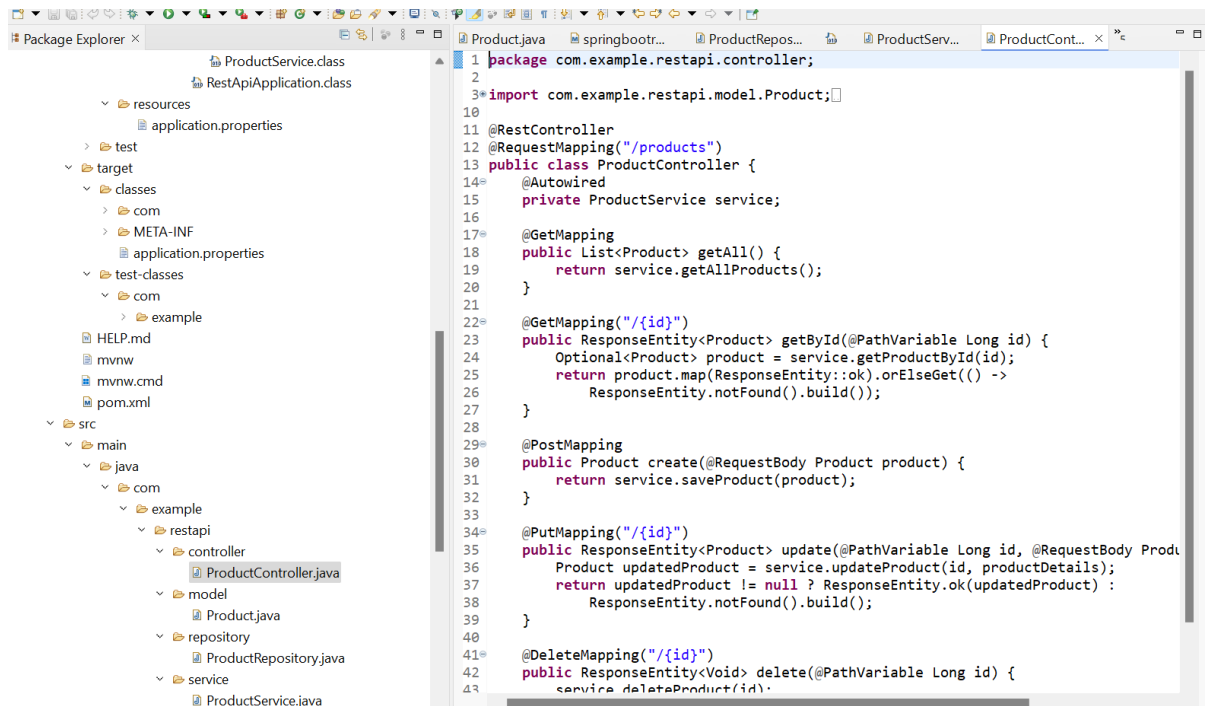 Package Explorer
ProductService.class
RestApiApplication.class
resources
application.properties
test
target
classes
com
META-INF
application.properties
test-classes
com
example
HELP.md
mvnw
mvnw.cmd
pom.xml
src
main
java
com
example
restapi
controller
ProductController.java
model
Product.java
repository
ProductRepository.java
service
ProductService.java
Product.java springbootr... ProductRepos... ProductServ... ProductCont...
1 package com.example.restapi.controller;
2
3 import com.example.restapi.model.Product;
10
11 @RestController
12 @RequestMapping("/products")
13 public class ProductController {
14 @Autowired
15 private ProductService service;
16
17 @GetMapping
18 public List<Product> getAll() {
19 return service.getAllProducts();
20 }
21
22 @GetMapping("/{id}")
23 public ResponseEntity<Product> getById(@PathVariable Long id) {
24 Optional<Product> product = service.getProductById(id);
25 return product.map(ResponseEntity::ok).orElseGet(() ->
26 ResponseEntity.notFound().build());
27 }
28
29 @PostMapping
30 public Product create(@RequestBody Product product) {
31 return service.saveProduct(product);
32 }
33
34 @PutMapping("/{id}")
35 public ResponseEntity<Product> update(@PathVariable Long id, @RequestBody Produ
36 Product updatedProduct = service.updateProduct(id, productDetails);
37 return updatedProduct != null ? ResponseEntity.ok(updatedProduct) :
38 ResponseEntity.notFound().build();
39 }
40
41 @DeleteMapping("/{id}")
42 public ResponseEntity<Void> delete(@PathVariable Long id) {
43 service.deleteProduct(id);